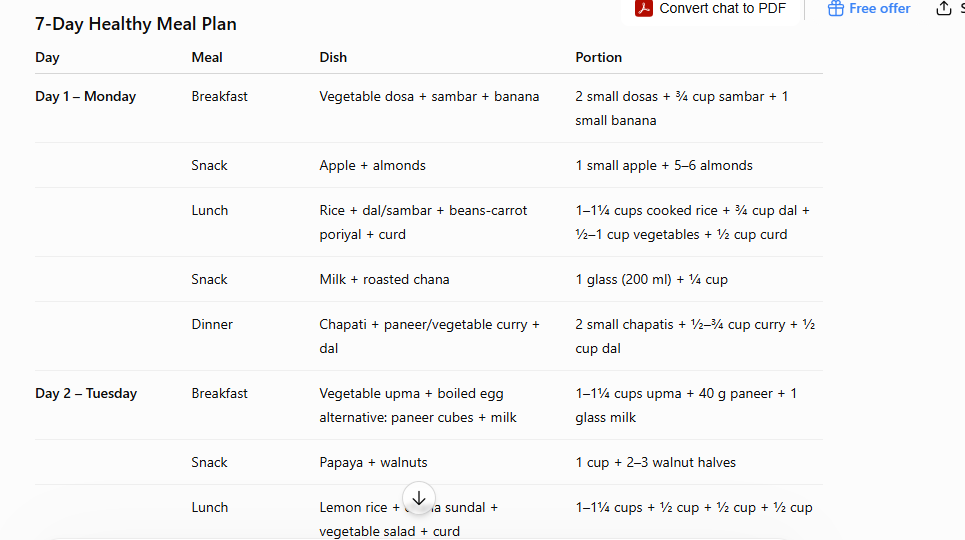 Convert chat to PDF
Free offer
7-Day Healthy Meal Plan
Day Meal Dish Portion
Day 1 – Monday Breakfast Vegetable dosa + sambar + banana 2 small dosas + ¾ cup sambar + 1
small banana
Snack Apple + almonds 1 small apple + 5–6 almonds
Lunch Rice + dal/sambar + beans-carrot 1–1¼ cups cooked rice + ¾ cup dal +
poriyal + curd ½–1 cup vegetables + ½ cup curd
Snack Milk + roasted chana 1 glass (200 ml) + ¼ cup
Dinner Chapati + paneer/vegetable curry + 2 small chapatis + ½–¾ cup curry + ½
dal cup dal
Day 2 – Tuesday Breakfast Vegetable upma + boiled egg 1–1¼ cups upma + 40 g paneer + 1
alternative: paneer cubes + milk glass milk
Snack Papaya + walnuts 1 cup + 2–3 walnut halves
Lunch Lemon rice + sundal + 1–1¼ cups + ½ cup + ½ cup + ½ cup
vegetable salad + curd